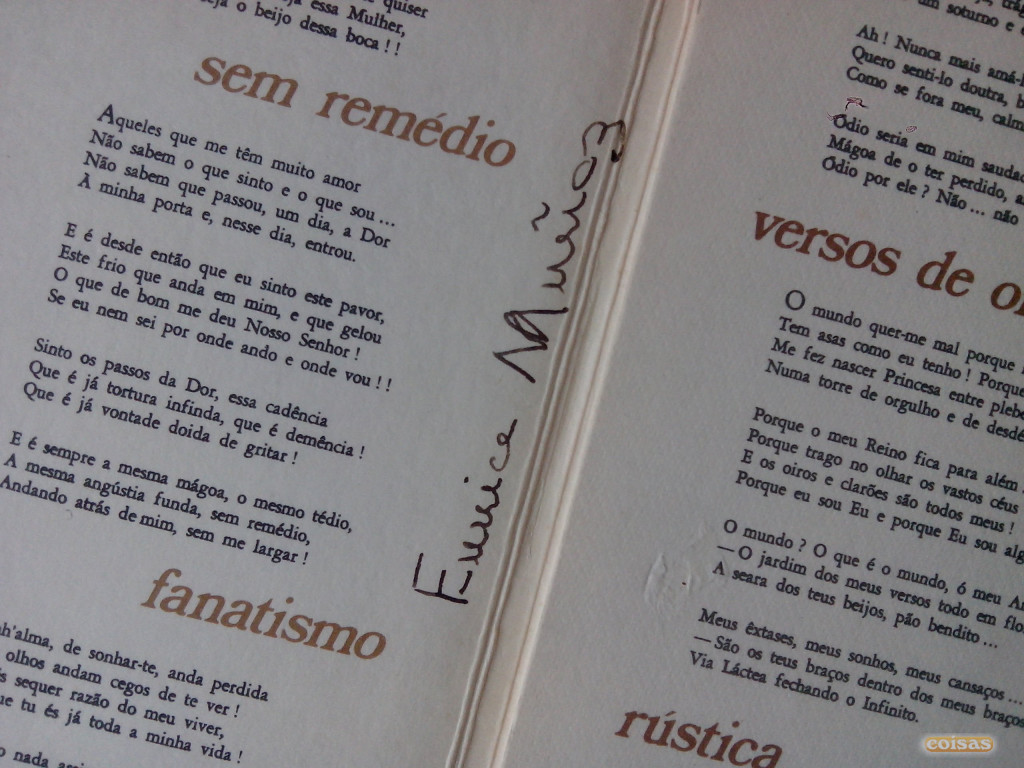 quiser
essa Mulher,
o beijo dessa boca ! !
sem remédio
Aqueles que me têm muito amor
Não sabem o que sinto e o que sou ...
Não sabem que passou, um dia, a Dor
À minha porta e, nesse dia, entrou.
E é desde então que eu sinto este pavor,
Este frio que anda em mim, e que gelou
O que de bom me deu Nosso Senhor !
Se eu nem sei por onde ando e onde vou ! !
Sinto os passos da Dor, essa cadência
Que é já tortura infinda, que é demência !
Que é já vontade doida de gritar !
E é sempre a mesma mágoa, o mesmo tédio,
A mesma angústia funda, sem remédio,
Andando atrás de mim, sem me largar !
fanatismo
h'alma, de sonhar-te, anda perdida
olhos andam cegos de te ver !
sequer razão do meu viver,
que tu és já toda a minha vida !
nada
Eunice Muñoz
um soturno e
Ah ! Nunca mais amá-l
Quero senti-lo doutra, b
Como se fora meu, calm
Ódio seria em mim saudad
Mágoa de o ter perdido, a
Ódio por ele ? Não ... não
versos de or
O mundo quer-me mal porque
Tem asas como eu tenho ! Porque
Me fez nascer Princesa entre plebe
Numa torre de orgulho e de desdé
Porque o meu Reino fica para além
Porque trago no olhar os vastos céus
E os oiros e clarões são todos meus !
Porque eu sou Eu e porque Eu sou alg
O mundo ? O que é o mundo, ó meu Am
— O jardim dos meus versos todo em flor
A seara dos teus beijos, pão bendito ...
Meus êxtases, meus sonhos, meus cansaços ...
— São os teus braços dentro dos meus braços
Via Láctea fechando o Infinito.
rústica
coisas